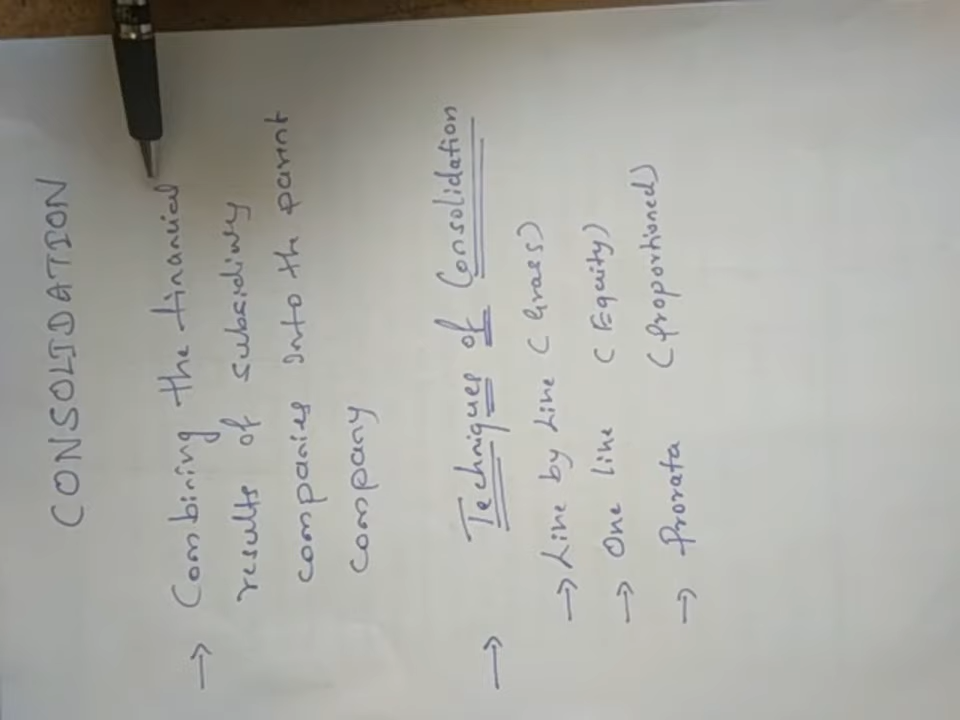 CONSOLIDATION
→ Combining the financial
results of subsidiary
companies into the parent
company
→ Techniques of Consolidation
→ Line by Line (Gross)
→ One line (Equity)
→ Prorata (Proportioned)